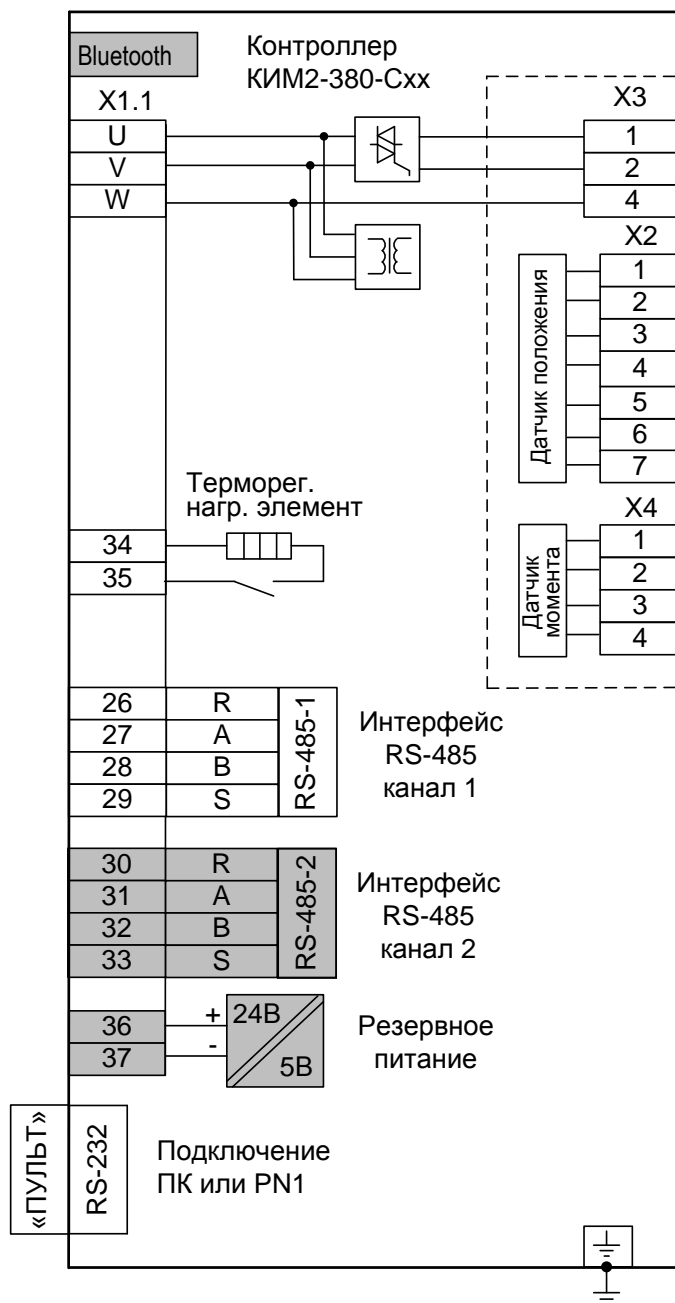 Bluetooth
Контроллер
КИМ2-380-Схх
X1.1
U
V
W
X3
1
2
4
X2
1
2
3
4
5
6
7
Датчик положения
Терморег.
нагр. элемент
34
35
X4
1
2
3
4
Датчик
момента
26 R
27 A
28 B
29 S
RS-485-1
Интерфейс
RS-485
канал 1
30 R
31 A
32 B
33 S
RS-485-2
Интерфейс
RS-485
канал 2
36 +
37 -
24В
5В
Резервное
питание
«ПУЛЬТ»
RS-232
Подключение
ПК или PN1